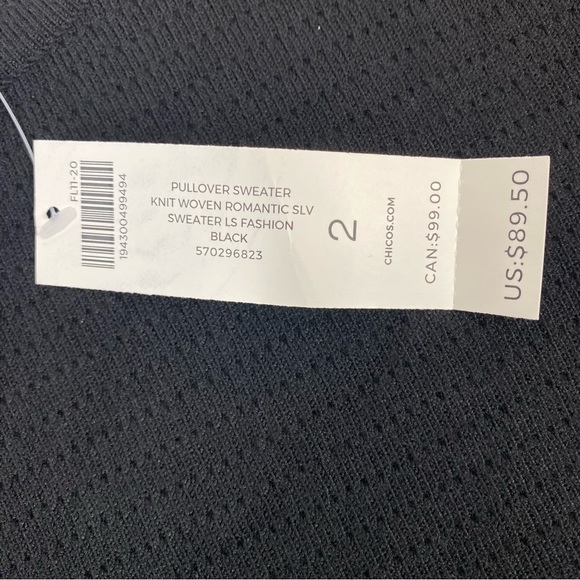 FL11-20
194300499494
PULLOVER SWEATER
KNIT WOVEN ROMANTIC SLV
SWEATER LS FASHION
BLACK
570296823
2
CHICOS.COM
CAN:$99.00
US:$89.50